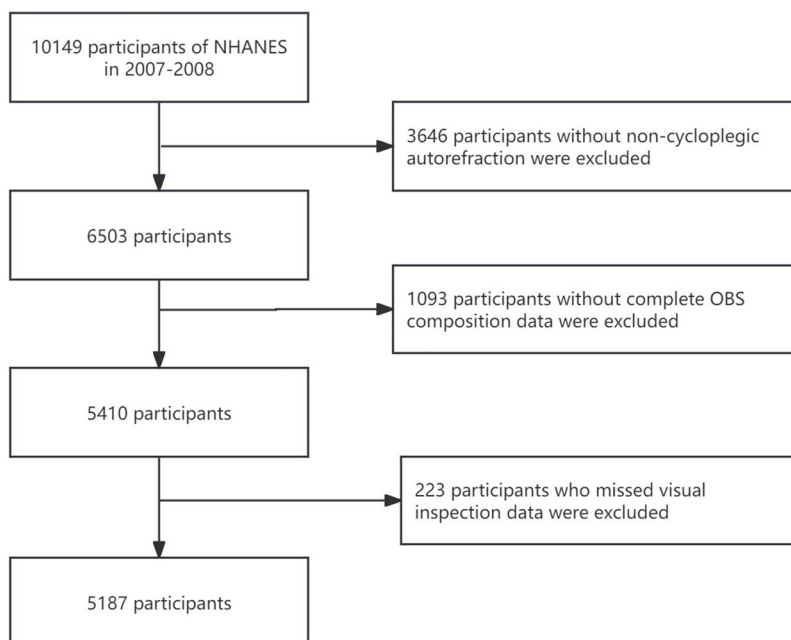 10149 participants of NHANES
in 2007-2008
3646 participants without non-cycloplegic
autorefraction were excluded
6503 participants
1093 participants without complete OBS
composition data were excluded
5410 participants
223 participants who missed visual
inspection data were excluded
5187 participants